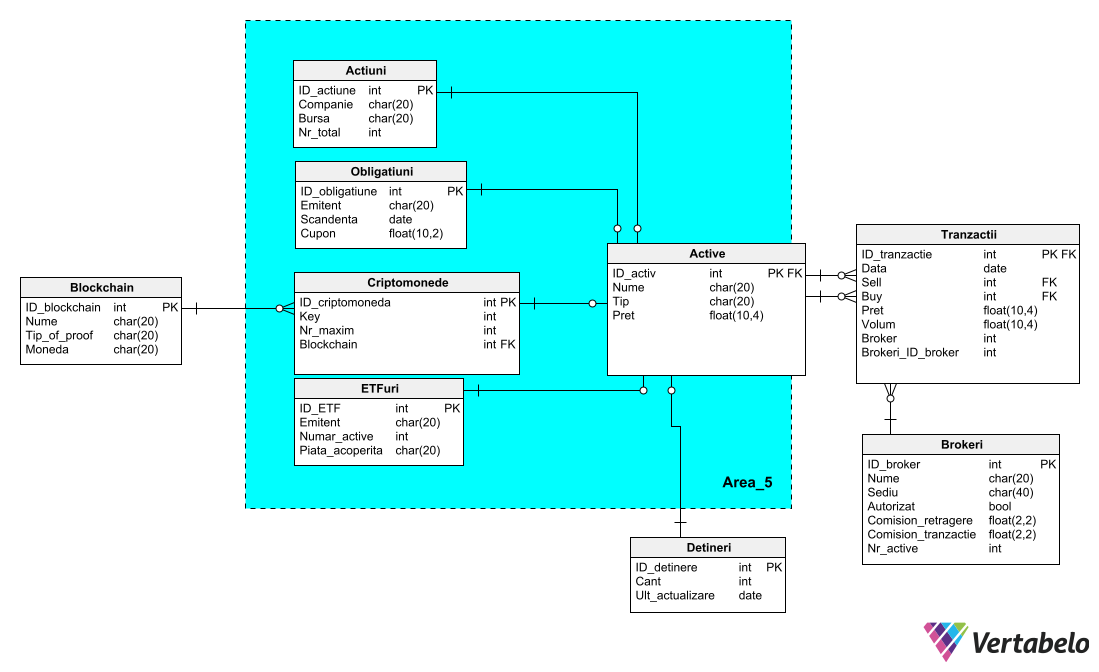 Actiuni
ID_actiune int PK
Companie char(20)
Bursa char(20)
Nr_total int
Obligatiuni
ID_obligatiune int PK
Emitent char(20)
Scandenta date
Cupon float(10,2)
Blockchain
ID_blockchain int PK
Nume char(20)
Tip_of_proof char(20)
Moneda char(20)
Criptomonede
ID_criptomoneda int PK
Key int
Nr_maxim int
Blockchain int FK
ETFuri
ID_ETF int PK
Emitent char(20)
Numar_active int
Piata_acoperita char(20)
Active
ID_activ int PK FK
Nume char(20)
Tip char(20)
Pret float(10,4)
Tranzactii
ID_tranzactie int PK FK
Data date
Sell int FK
Buy int FK
Pret float(10,4)
Volum float(10,4)
Broker int
Brokeri_ID_broker int
Area_5
Brokeri
ID_broker int PK
Nume char(20)
Sediu char(40)
Autorizat bool
Comision_retragere float(2,2)
Comision_tranzactie float(2,2)
Nr_active int
Detineri
ID_detinere int PK
Cant int
Ult_actualizare date
Vertabelo